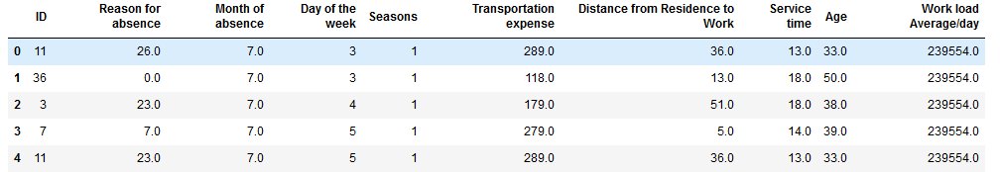 ID Reason for absence Month of absence Day of the week Seasons Transportation expense Distance from Residence to Work Service time Age Work load Average/day
0 11 26.0 7.0 3 1 289.0 36.0 13.0 33.0 239554.0
1 36 0.0 7.0 3 1 118.0 13.0 18.0 50.0 239554.0
2 3 23.0 7.0 4 1 179.0 51.0 18.0 38.0 239554.0
3 7 7.0 7.0 5 1 279.0 5.0 14.0 39.0 239554.0
4 11 23.0 7.0 5 1 289.0 36.0 13.0 33.0 239554.0